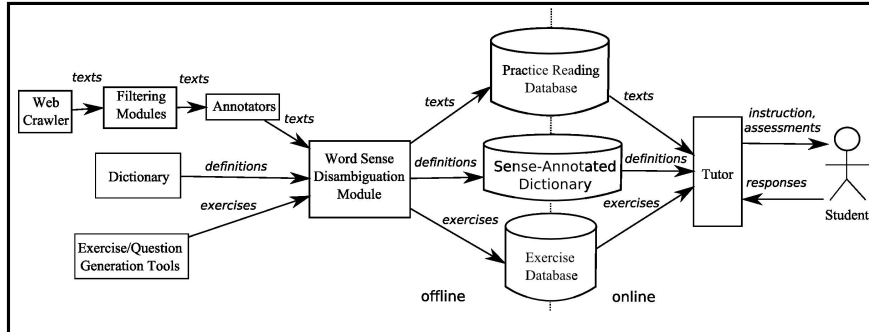 texts
texts
Web
Crawler
Filtering
Modules
Annotators
texts
Dictionary
definitions
exercises
Exercise/Question
Generation Tools
Word Sense
Disambiguation
Module
texts
definitions
exercises
Practice Reading
Database
Sense-Annotated
Dictionary
Exercise
Database
texts
definitions
exercises
Tutor
instruction,
assessments
responses
Student
offline
online